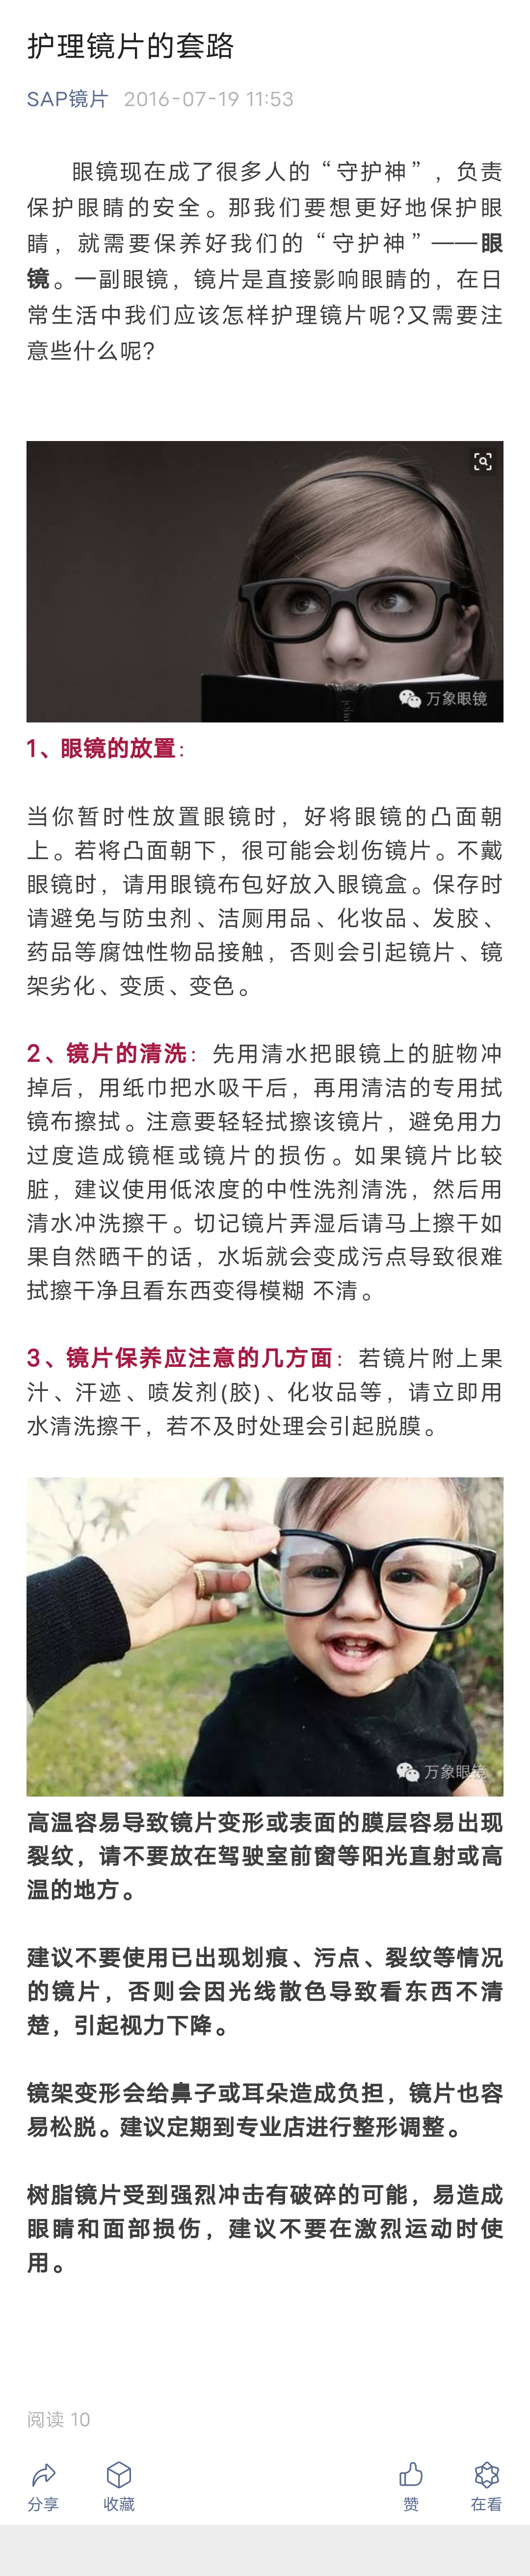 护理镜片的套路
SAP镜片 2016-07-19 11:53
眼镜现在成了很多人的“守护神”，负责
保护眼睛的安全。那我们要想更好地保护眼
睛，就需要保养好我们的“守护神”——眼
镜。一副眼镜，镜片是直接影响眼睛的，在日
常生活中我们应该怎样护理镜片呢?又需要注
意些什么呢?
万象眼镜
1、眼镜的放置：
当你暂时性放置眼镜时，好将眼镜的凸面朝
上。若将凸面朝下，很可能会划伤镜片。不戴
眼镜时，请用眼镜布包好放入眼镜盒。保存时
请避免与防虫剂、洁厕用品、化妆品、发胶、
药品等腐蚀性物品接触，否则会引起镜片、镜
架劣化、变质、变色。
2、镜片的清洗：先用清水把眼镜上的脏物冲
掉后，用纸巾把水吸干后，再用清洁的专用拭
镜布擦拭。注意要轻轻拭擦该镜片，避免用力
过度造成镜框或镜片的损伤。如果镜片比较
脏，建议使用低浓度的中性洗剂清洗，然后用
清水冲洗擦干。切记镜片弄湿后请马上擦干如
果自然晒干的话，水垢就会变成污点导致很难
拭擦干净且看东西变得模糊 不清。
3、镜片保养应注意的几方面：若镜片附上果
汁、汗迹、喷发剂(胶)、化妆品等，请立即用
水清洗擦干，若不及时处理会引起脱膜。
万象眼镜
高温容易导致镜片变形或表面的膜层容易出现
裂纹，请不要放在驾驶室前窗等阳光直射或高
温的地方。
建议不要使用已出现划痕、污点、裂纹等情况
的镜片，否则会因光线散色导致看东西不清
楚，引起视力下降。
镜架变形会给鼻子或耳朵造成负担，镜片也容
易松脱。建议定期到专业店进行整形调整。
树脂镜片受到强烈冲击有破碎的可能，易造成
眼睛和面部损伤，建议不要在激烈运动时使
用。
阅读 10
分享 收藏 赞 在看